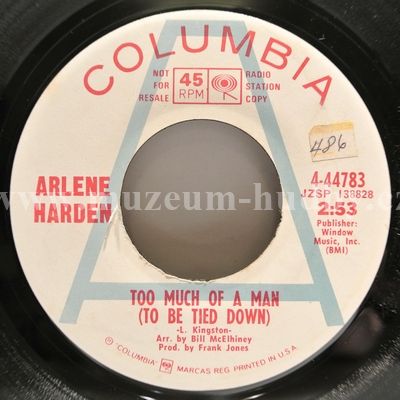 COLUMBIA
NOT FOR RESALE
45 RPM
RADIO STATION COPY
486
ARLENE HARDEN
4-44783
JZSP 138828
2:53
Publisher:
Window
Music, Inc.
(BMI)
TOO MUCH OF A MAN
(TO BE TIED DOWN)
-L. Kingston-
Arr. by Bill McElhiney
Prod. by Frank Jones
Ⓟ "COLUMBIA" MARCAS REG. PRINTED IN U.S.A.